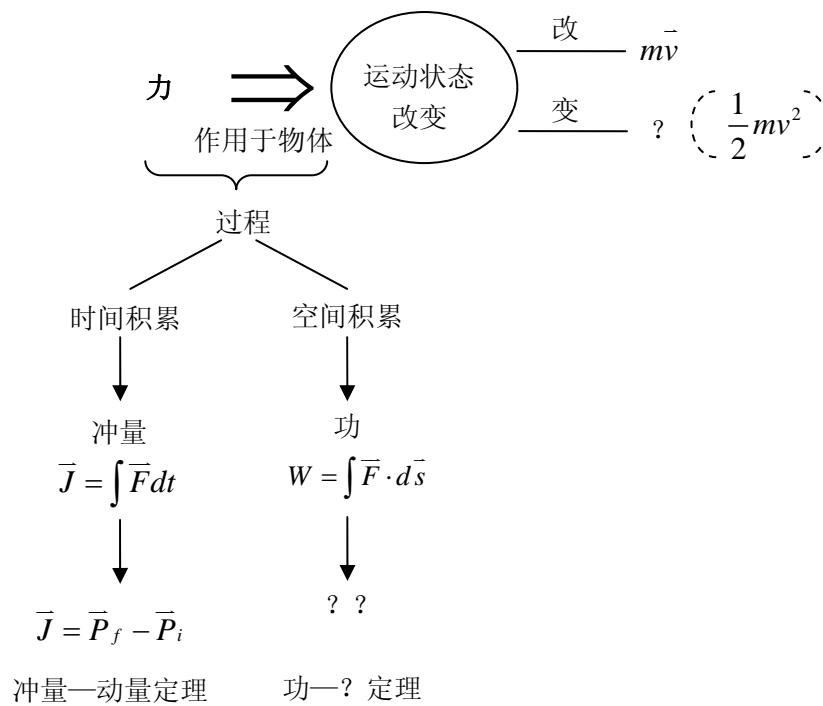 力
运动状态
改变
改
mv⃗
变
? ( 1/2 mv² )
作用于物体
过程
时间积累
空间积累
冲量
功
J⃗ = ∫ F⃗ dt
W = ∫ F⃗ · ds⃗
J⃗ = P⃗f − P⃗i
? ?
冲量—动量定理
功—? 定理